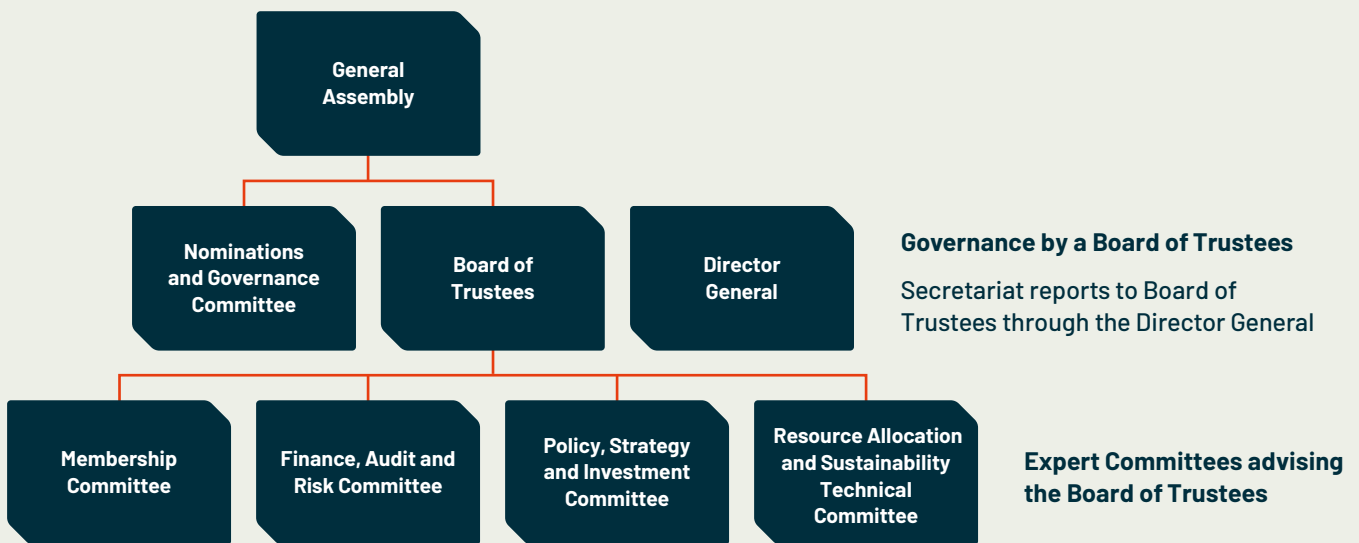 General
Assembly
Nominations
and Governance
Committee
Board of
Trustees
Director
General
Governance by a Board of Trustees
Secretariat reports to Board of
Trustees through the Director General
Membership
Committee
Finance, Audit and
Risk Committee
Policy, Strategy
and Investment
Committee
Resource Allocation
and Sustainability
Technical
Committee
Expert Committees advising
the Board of Trustees